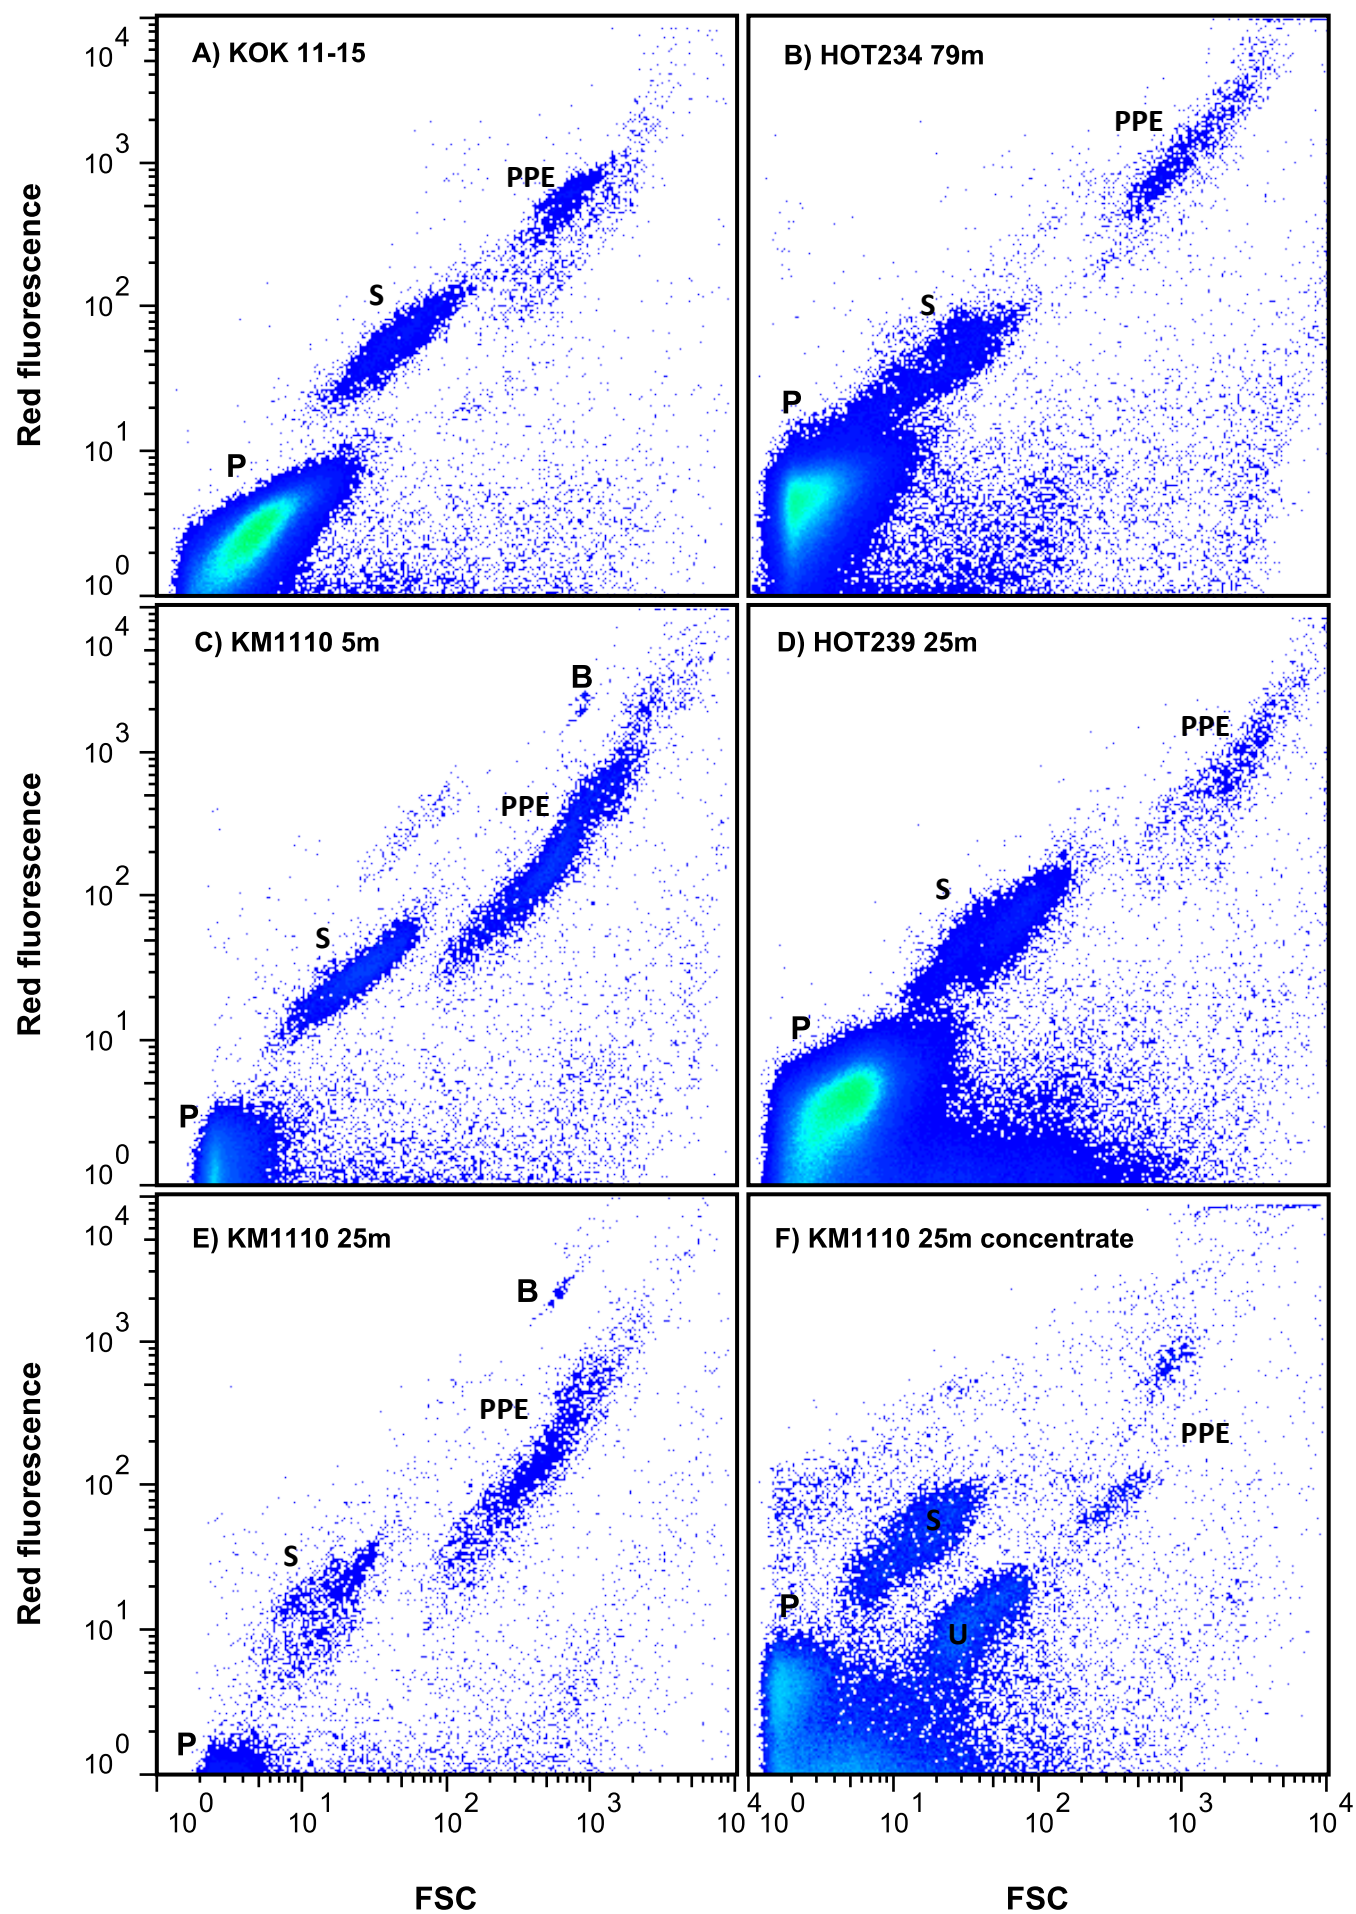 A) KOK 11-15
B) HOT234 79m
PPE
S
P
PPE
S
P
10^4
10^3
10^2
10^1
10^0
Red fluorescence
C) KM1110 5m
D) HOT239 25m
B
PPE
S
P
PPE
S
P
10^4
10^3
10^2
10^1
10^0
Red fluorescence
E) KM1110 25m
F) KM1110 25m concentrate
B
PPE
S
P
PPE
S
P
U
10^4
10^3
10^2
10^1
10^0
Red fluorescence
10^0 10^1 10^2 10^3 10^4
10^0 10^1 10^2 10^3 10^4
FSC
FSC